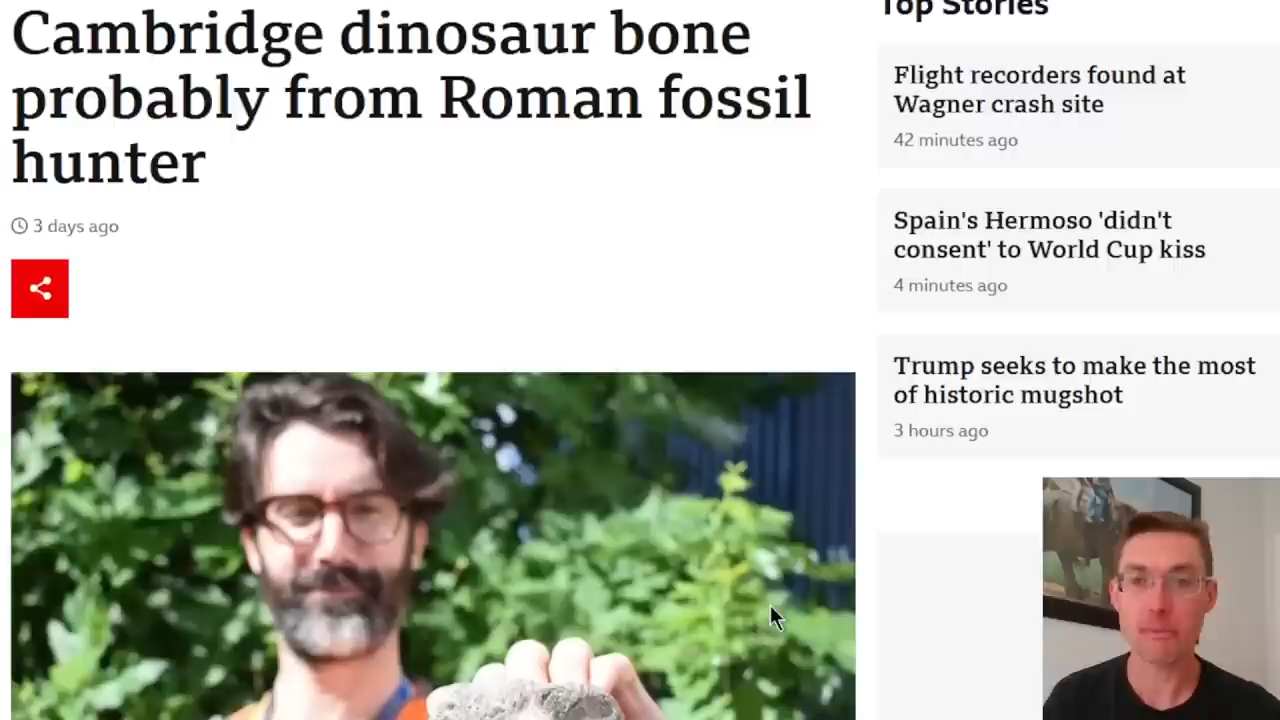 Cambridge dinosaur bone
probably from Roman fossil
hunter
3 days ago
Top Stories
Flight recorders found at
Wagner crash site
42 minutes ago
Spain's Hermoso 'didn't
consent' to World Cup kiss
4 minutes ago
Trump seeks to make the most
of historic mugshot
3 hours ago